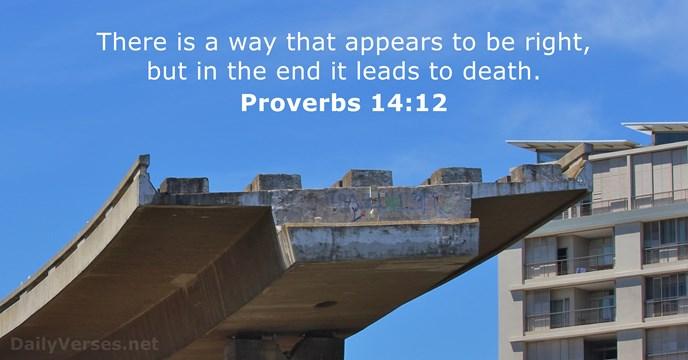 There is a way that appears to be right,
but in the end it leads to death.
Proverbs 14:12
DailyVerses.net